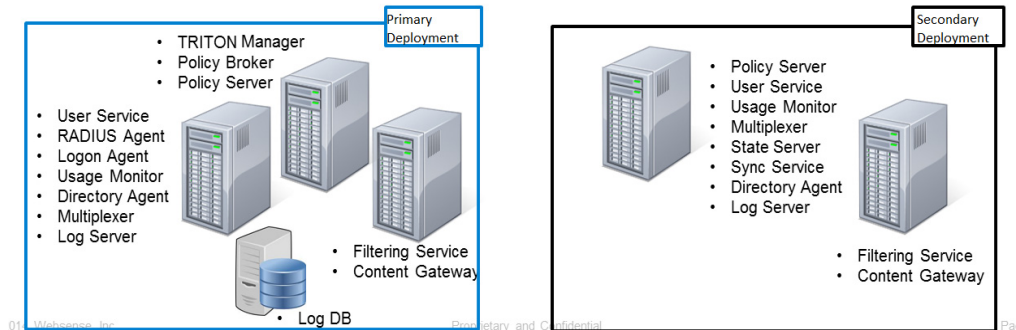 Primary
Deployment
• TRITON Manager
• Policy Broker
• Policy Server
• User Service
• RADIUS Agent
• Logon Agent
• Usage Monitor
• Directory Agent
• Multiplexer
• Log Server
• Filtering Service
• Content Gateway
• Log DB
Secondary
Deployment
• Policy Server
• User Service
• Usage Monitor
• Multiplexer
• State Server
• Sync Service
• Directory Agent
• Log Server
• Filtering Service
• Content Gateway
Websense, Inc.
Proprietary and Confidential
Pa